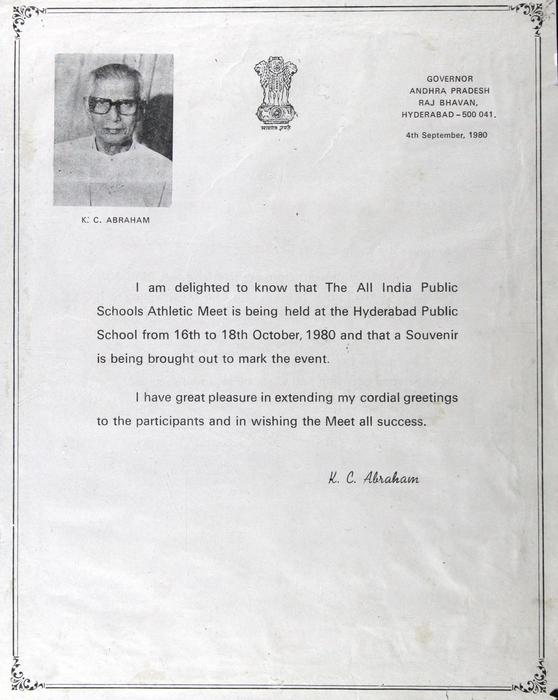 GOVERNOR
ANDHRA PRADESH
RAJ BHAVAN,
HYDERABAD-500 041.
4th September, 1980
सत्यमेव जयते
K. C. ABRAHAM
I am delighted to know that The All India Public
Schools Athletic Meet is being held at the Hyderabad Public
School from 16th to 18th October, 1980 and that a Souvenir
is being brought out to mark the event.
I have great pleasure in extending my cordial greetings
to the participants and in wishing the Meet all success.
K. C. Abraham